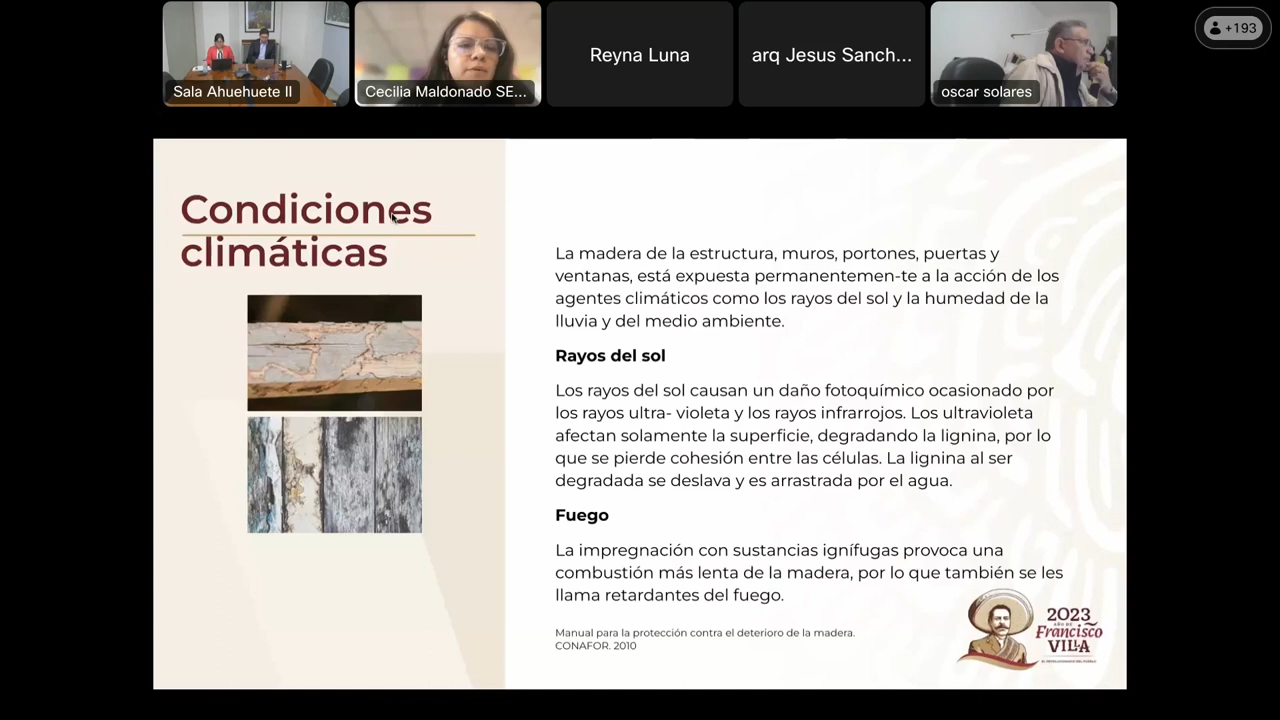 Sala Ahuehuete II
Cecilia Maldonado SE...
Reyna Luna
arq Jesus Sanch...
oscar solares
+193
Condiciones
climáticas
La madera de la estructura, muros, portones, puertas y
ventanas, está expuesta permanentemen-te a la acción de los
agentes climáticos como los rayos del sol y la humedad de la
lluvia y del medio ambiente.
Rayos del sol
Los rayos del sol causan un daño fotoquímico ocasionado por
los rayos ultra- violeta y los rayos infrarrojos. Los ultravioleta
afectan solamente la superficie, degradando la lignina, por lo
que se pierde cohesión entre las células. La lignina al ser
degradada se deslava y es arrastrada por el agua.
Fuego
La impregnación con sustancias ignífugas provoca una
combustión más lenta de la madera, por lo que también se les
llama retardantes del fuego.
Manual para la protección contra el deterioro de la madera.
CONAFOR. 2010
2023
AÑO DE
Francisco
VILLA
EL REVOLUCIONARIO DEL PUEBLO